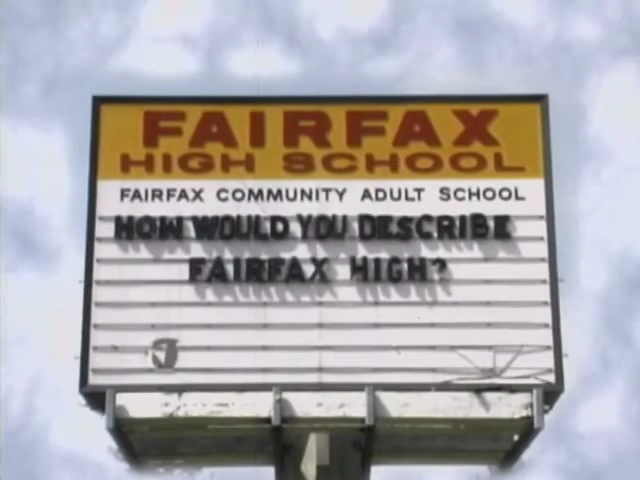 FAIRFAX
HIGH SCHOOL
FAIRFAX COMMUNITY ADULT SCHOOL
HOW WOULD YOU DESCRIBE
FAIRFAX HIGH?